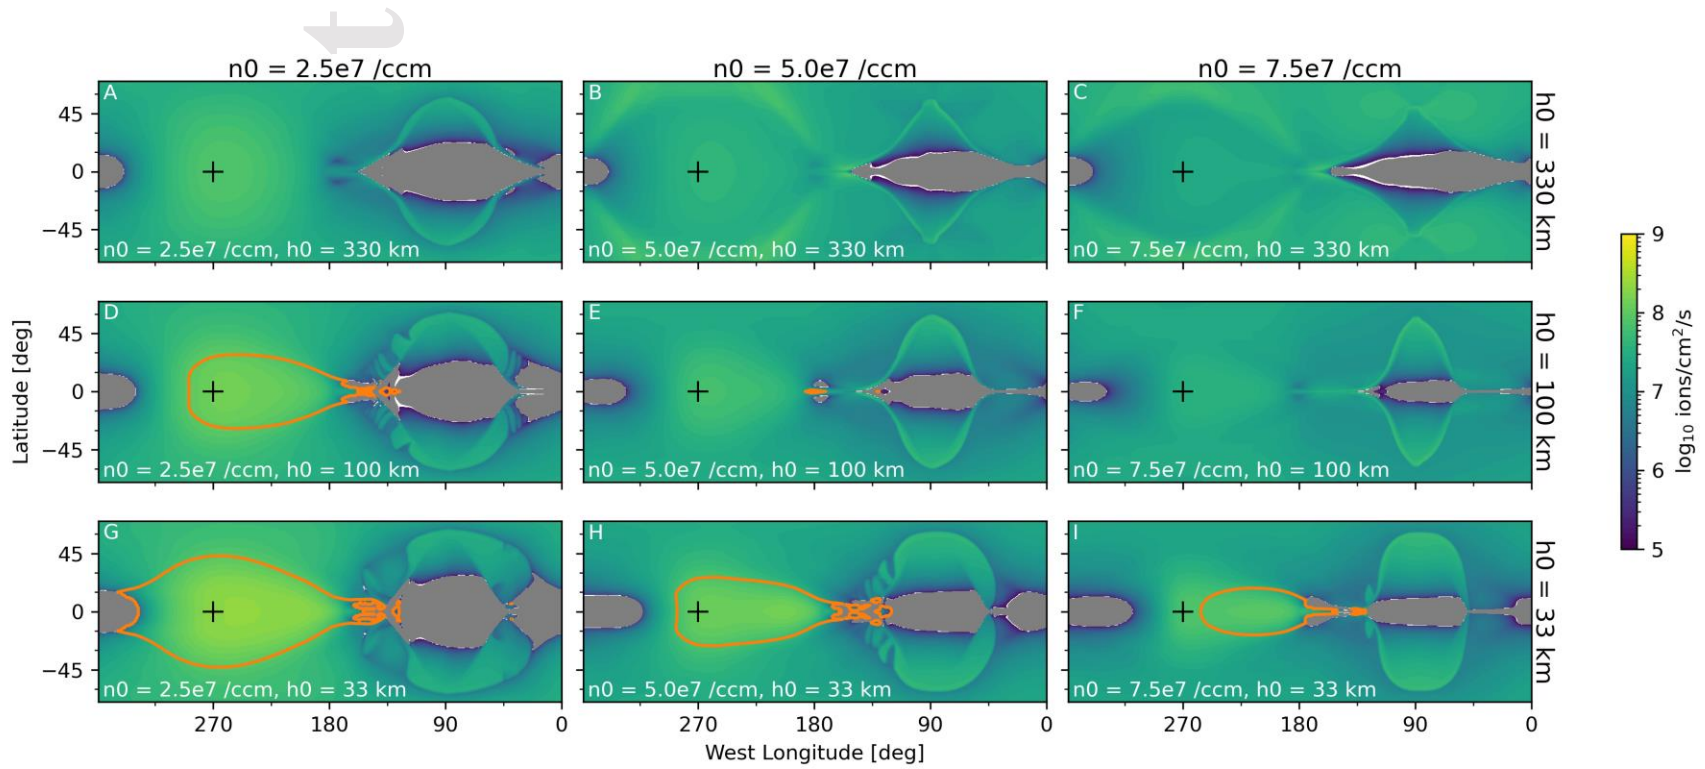 t
n0 = 2.5e7 /ccm
n0 = 5.0e7 /ccm
n0 = 7.5e7 /ccm
A
B
C
45
0
−45
n0 = 2.5e7 /ccm, h0 = 330 km
n0 = 5.0e7 /ccm, h0 = 330 km
n0 = 7.5e7 /ccm, h0 = 330 km
h0 = 330 km
D
E
F
Latitude [deg]
45
0
−45
n0 = 2.5e7 /ccm, h0 = 100 km
n0 = 5.0e7 /ccm, h0 = 100 km
n0 = 7.5e7 /ccm, h0 = 100 km
h0 = 100 km
G
H
I
45
0
−45
n0 = 2.5e7 /ccm, h0 = 33 km
n0 = 5.0e7 /ccm, h0 = 33 km
n0 = 7.5e7 /ccm, h0 = 33 km
h0 = 33 km
270 180 90 0
270 180 90 0
270 180 90 0
West Longitude [deg]
9
8
7
6
5
log₁₀ ions/cm²/s